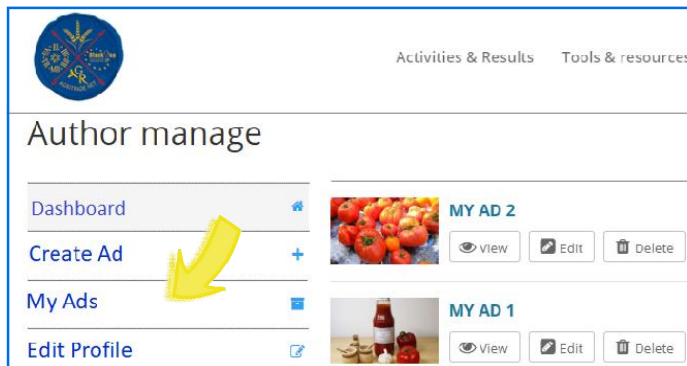 Activities & Results Tools & resources
Author manage
Dashboard
Create Ad
My Ads
Edit Profile
MY AD 2
View Edit Delete
MY AD 1
View Edit Delete